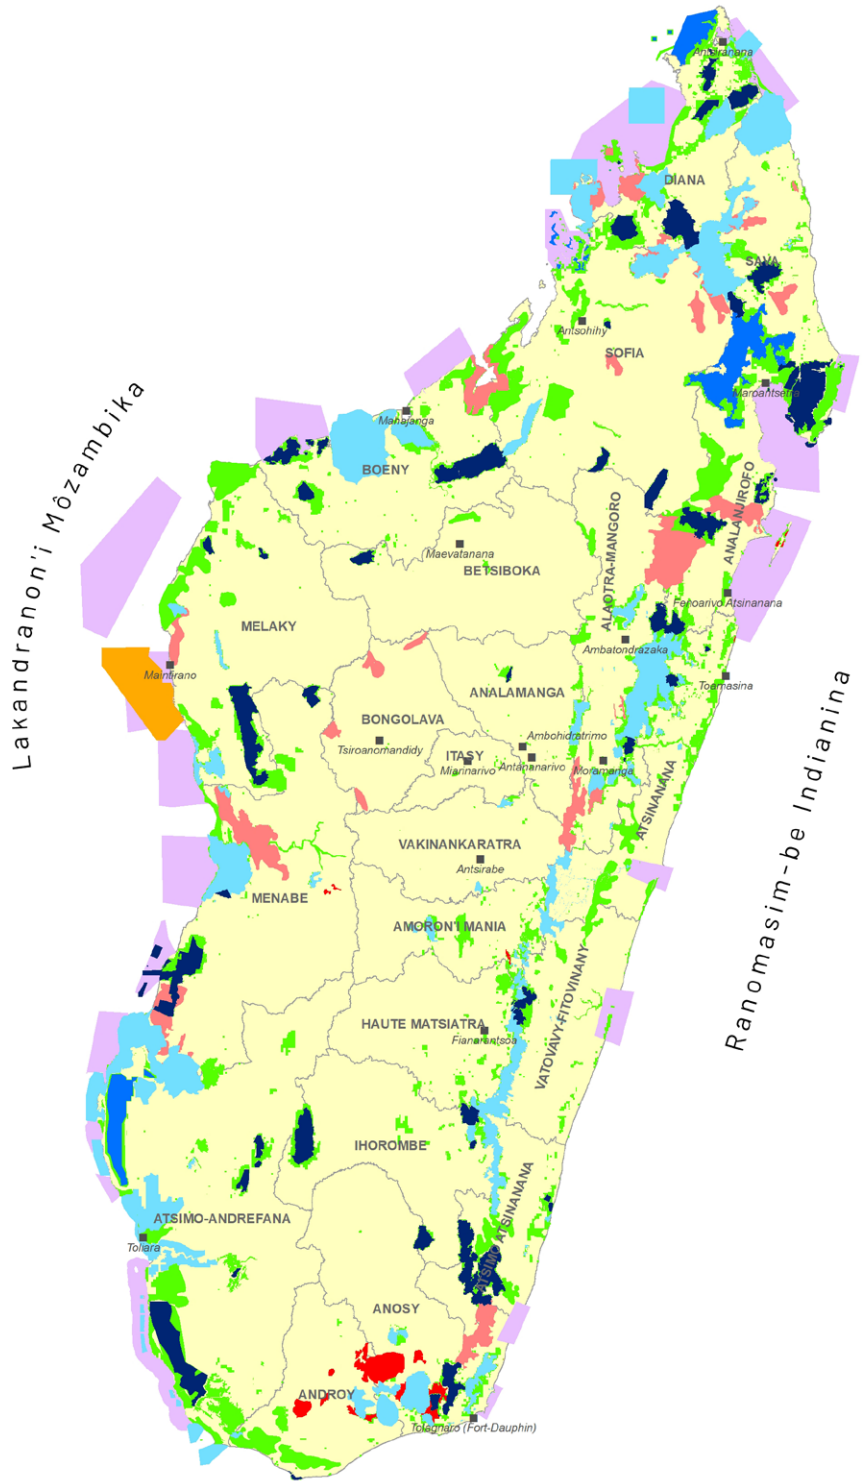 Antsiranana
DIANA
SAVA
Antsohihy
SOFIA
Maroantsetra
Mahajanga
BOENY
Lakandranon'i Môzambika
ANALANJIROFO
ALAOTRA-MANGORO
Maevatanana
BETSIBOKA
Fenoarivo Atsinanana
MELAKY
Ambatondrazaka
Maintirano
Toamasina
ANALAMANGA
BONGOLAVA
Ambohidratrimo
Tsiroanomandidy
ITASY
Miarinarivo
Antananarivo
Moramanga
ATSINANANA
Ranomasim-be Indianina
VAKINANKARATRA
Antsirabe
MENABE
AMORON'I MANIA
HAUTE MATSIATRA
Fianarantsoa
VATOVAVY-FITOVINANY
IHOROMBE
ATSIMO-ANDREFANA
Toliara
ATSIMO ATSINANANA
ANOSY
ANDROY
Tolagnaro (Fort-Dauphin)